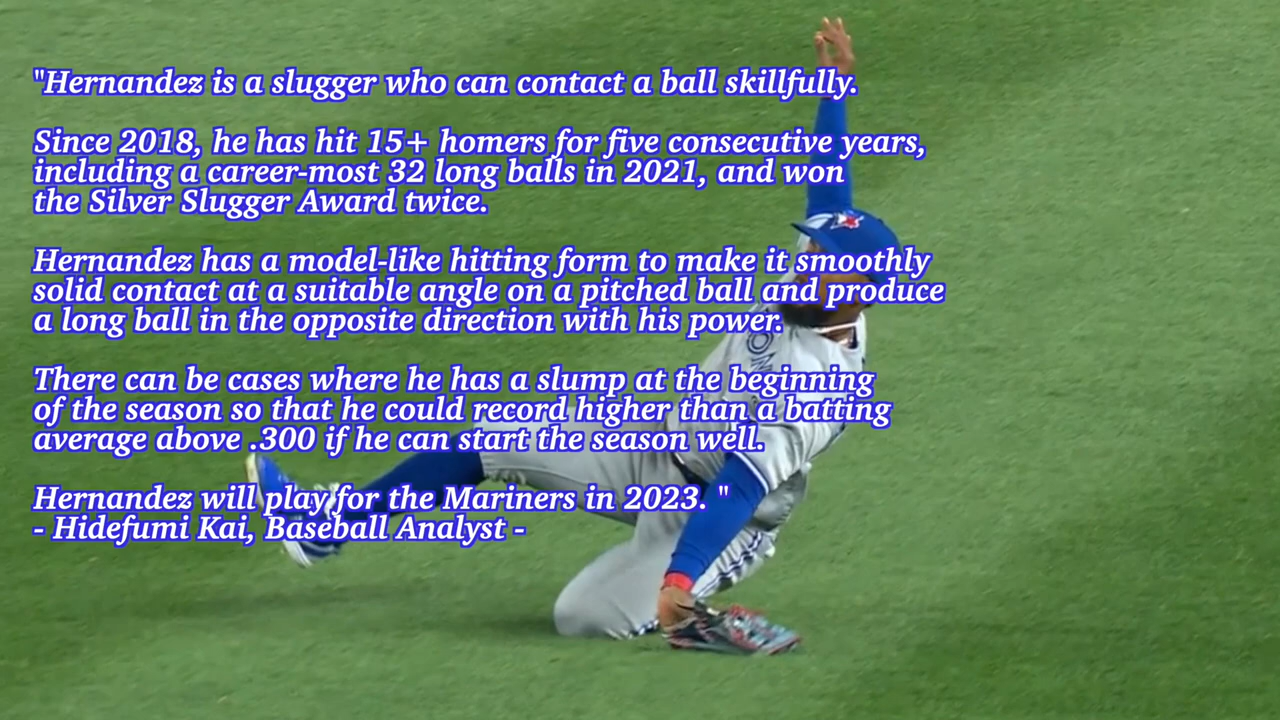 "Hernandez is a slugger who can contact a ball skillfully.
Since 2018, he has hit 15+ homers for five consecutive years,
including a career-most 32 long balls in 2021, and won
the Silver Slugger Award twice.
Hernandez has a model-like hitting form to make it smoothly
solid contact at a suitable angle on a pitched ball and produce
a long ball in the opposite direction with his power.
There can be cases where he has a slump at the beginning
of the season so that he could record higher than a batting
average above .300 if he can start the season well.
Hernandez will play for the Mariners in 2023. "
- Hidefumi Kai, Baseball Analyst -